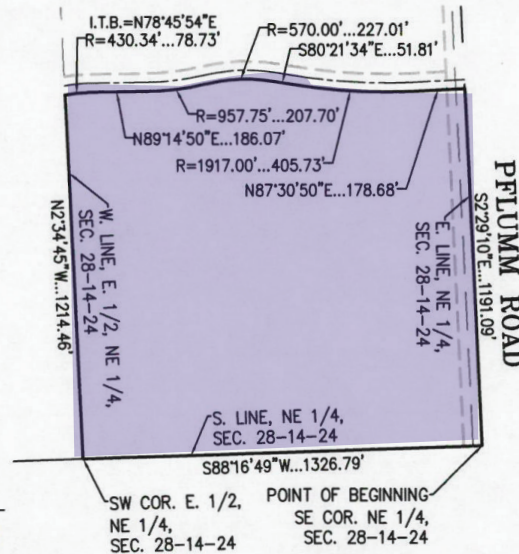 I.T.B.=N78°45'54"E
R=430.34'...78.73'
R=570.00'...227.01'
S80°21'34"E...51.81'
R=957.75'...207.70'
N89°14'50"E...186.07'
R=1917.00'...405.73'
N87°30'50"E...178.68'
N2°34'45"W...1214.46'
W. LINE, E. 1/2, NE 1/4,
SEC. 28-14-24
E. LINE, NE 1/4,
SEC. 28-14-24
S2°29'10"E...1191.09'
PFLUMM ROAD
S. LINE, NE 1/4,
SEC. 28-14-24
S88°16'49"W...1326.79'
SW COR. E. 1/2,
NE 1/4,
SEC. 28-14-24
POINT OF BEGINNING
SE COR. NE 1/4,
SEC. 28-14-24